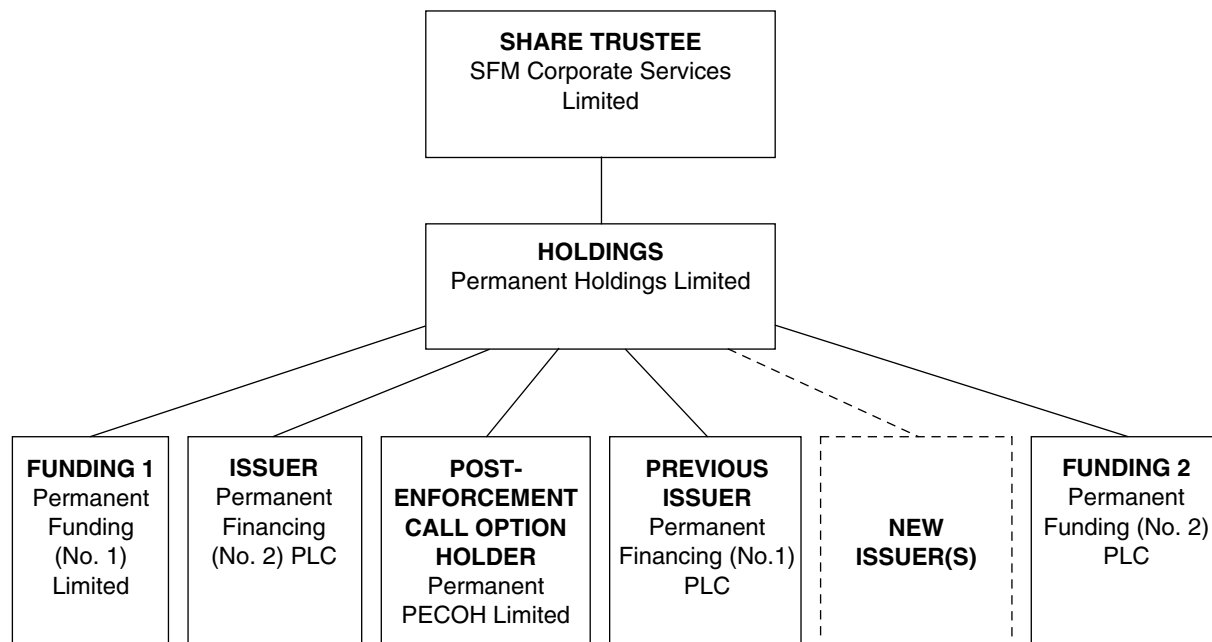 SHARE TRUSTEE
SFM Corporate Services
Limited
HOLDINGS
Permanent Holdings Limited
FUNDING 1
Permanent
Funding
(No. 1)
Limited
ISSUER
Permanent
Financing
(No. 2) PLC
POST-
ENFORCEMENT
CALL OPTION
HOLDER
Permanent
PECOH Limited
PREVIOUS
ISSUER
Permanent
Financing (No.1)
PLC
NEW
ISSUER(S)
FUNDING 2
Permanent
Funding (No. 2)
PLC